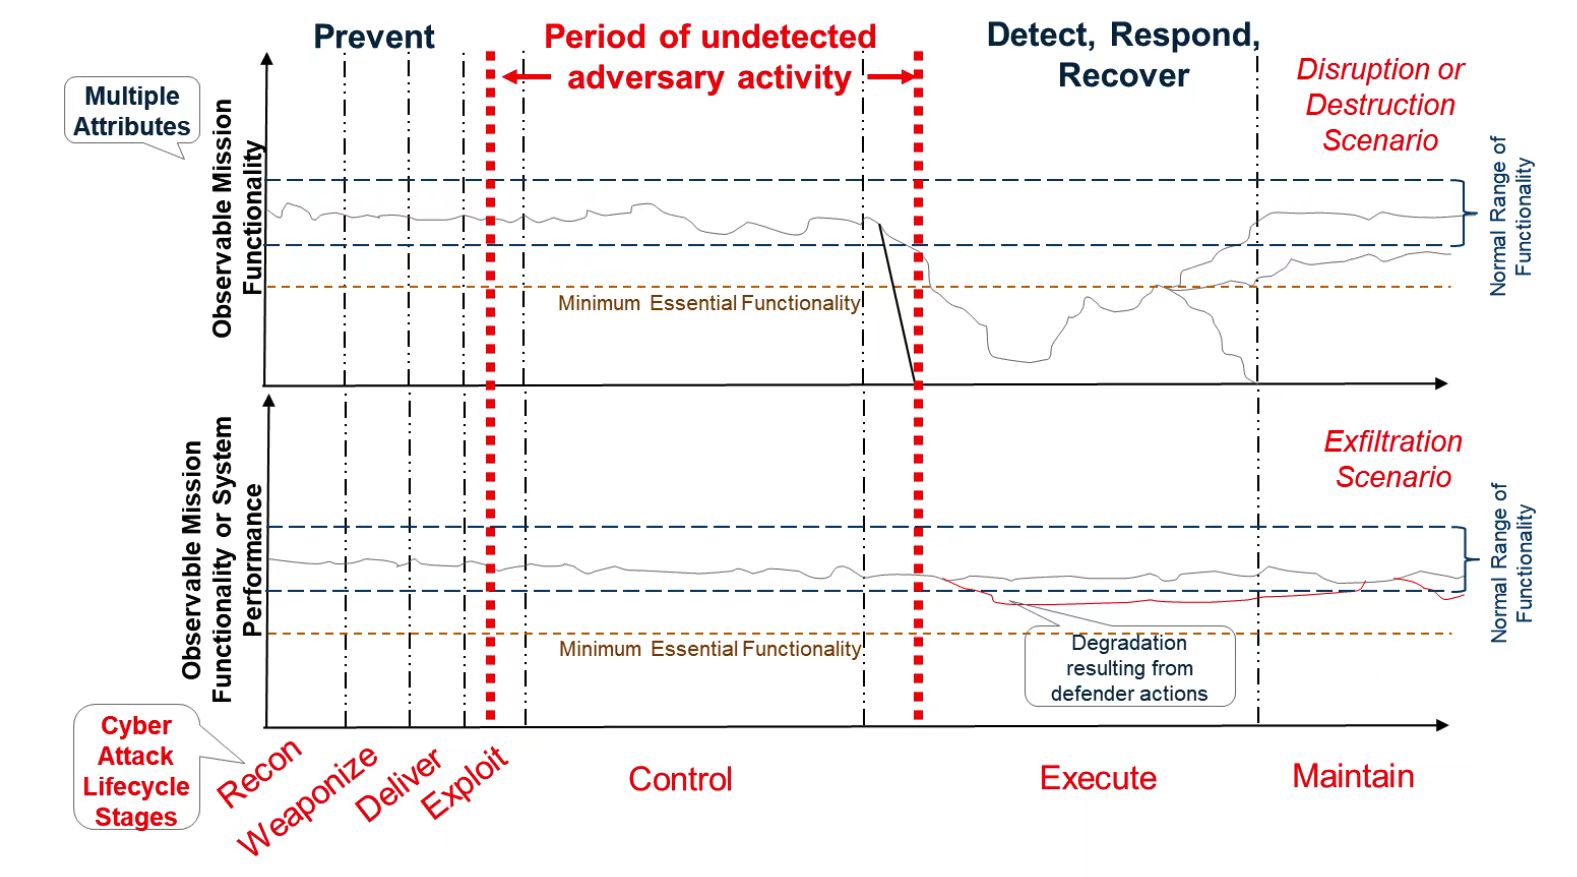 Prevent
Period of undetected
adversary activity
Detect, Respond,
Recover
Disruption or
Destruction
Scenario
Multiple
Attributes
Observable Mission
Functionality
Normal Range of
Functionality
Minimum Essential Functionality
Exfiltration
Scenario
Observable Mission
Functionality or System
Performance
Normal Range of
Functionality
Minimum Essential Functionality
Degradation
resulting from
defender actions
Cyber
Attack
Lifecycle
Stages
Recon
Weaponize
Deliver
Exploit
Control
Execute
Maintain